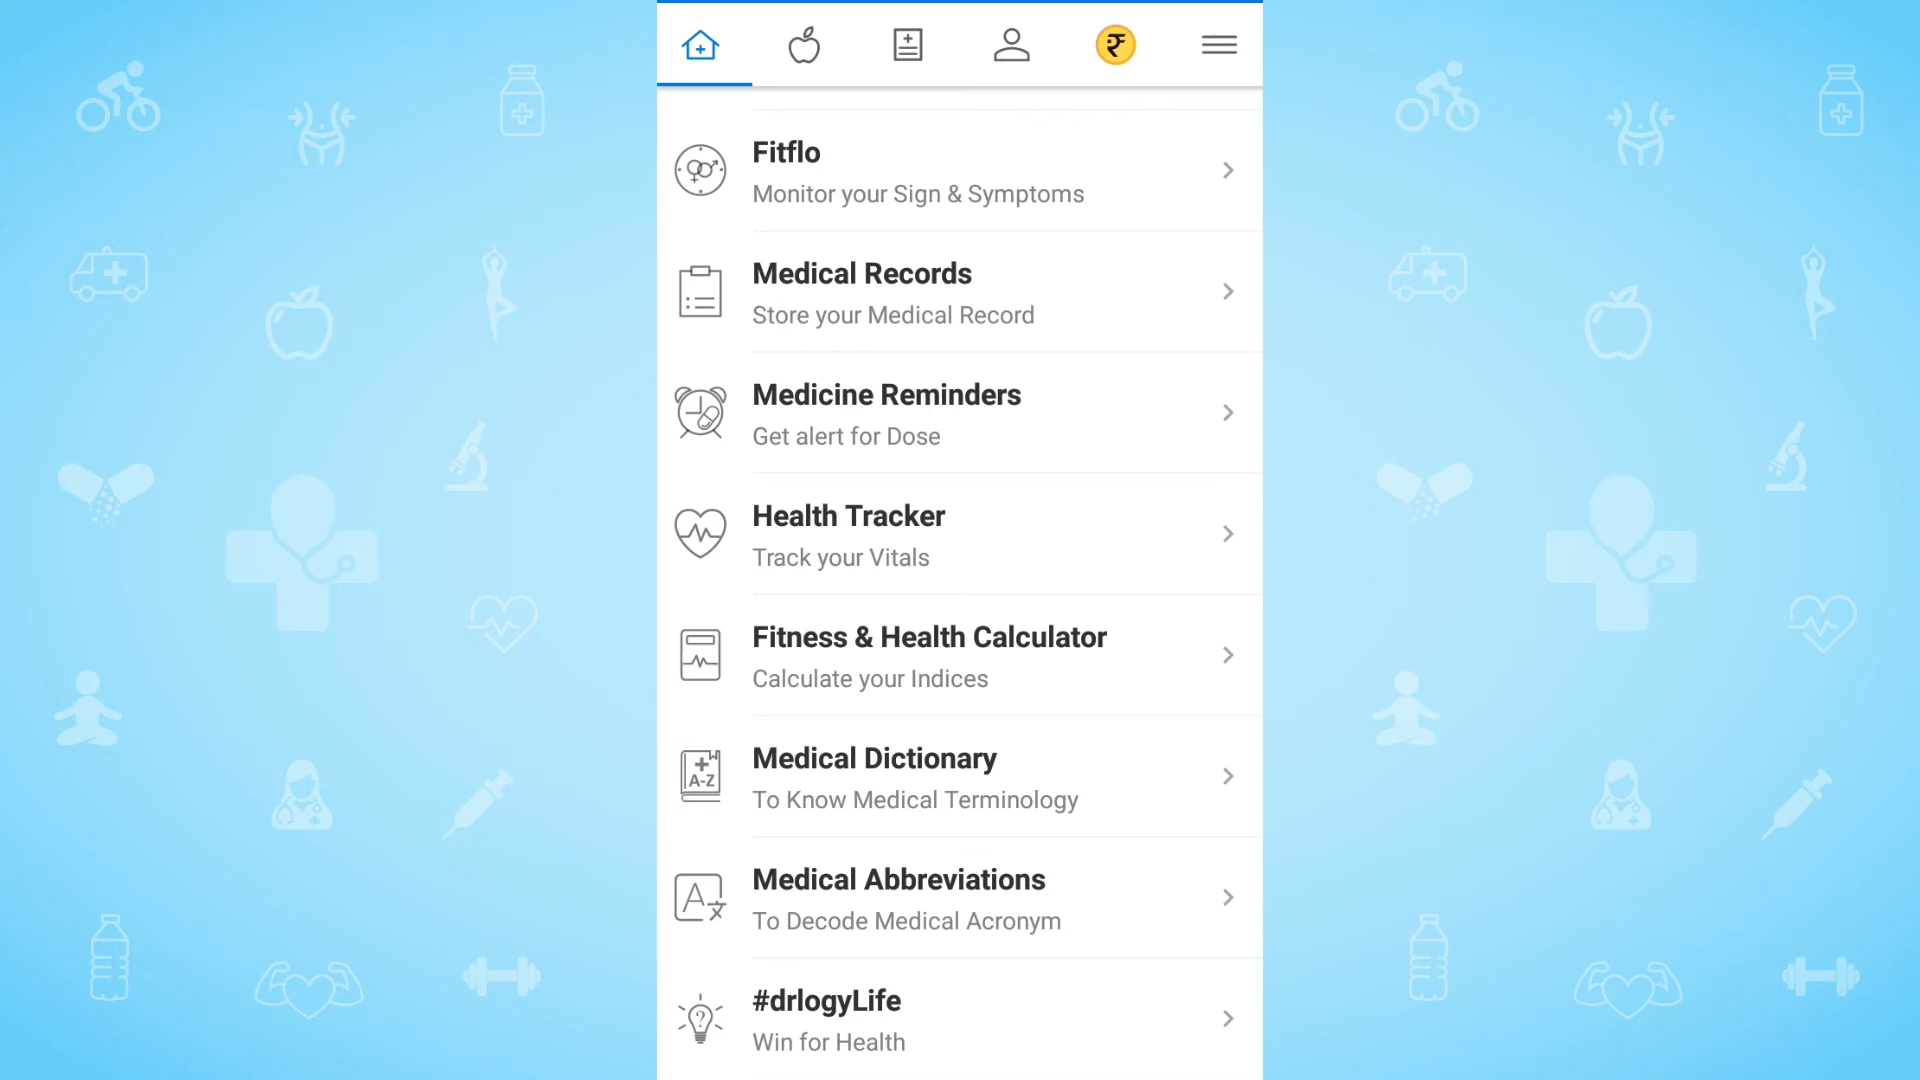 Fitflo
Monitor your Sign & Symptoms
Medical Records
Store your Medical Record
Medicine Reminders
Get alert for Dose
Health Tracker
Track your Vitals
Fitness & Health Calculator
Calculate your Indices
A-Z
Medical Dictionary
To Know Medical Terminology
Medical Abbreviations
To Decode Medical Acronym
#drlogyLife
Win for Health